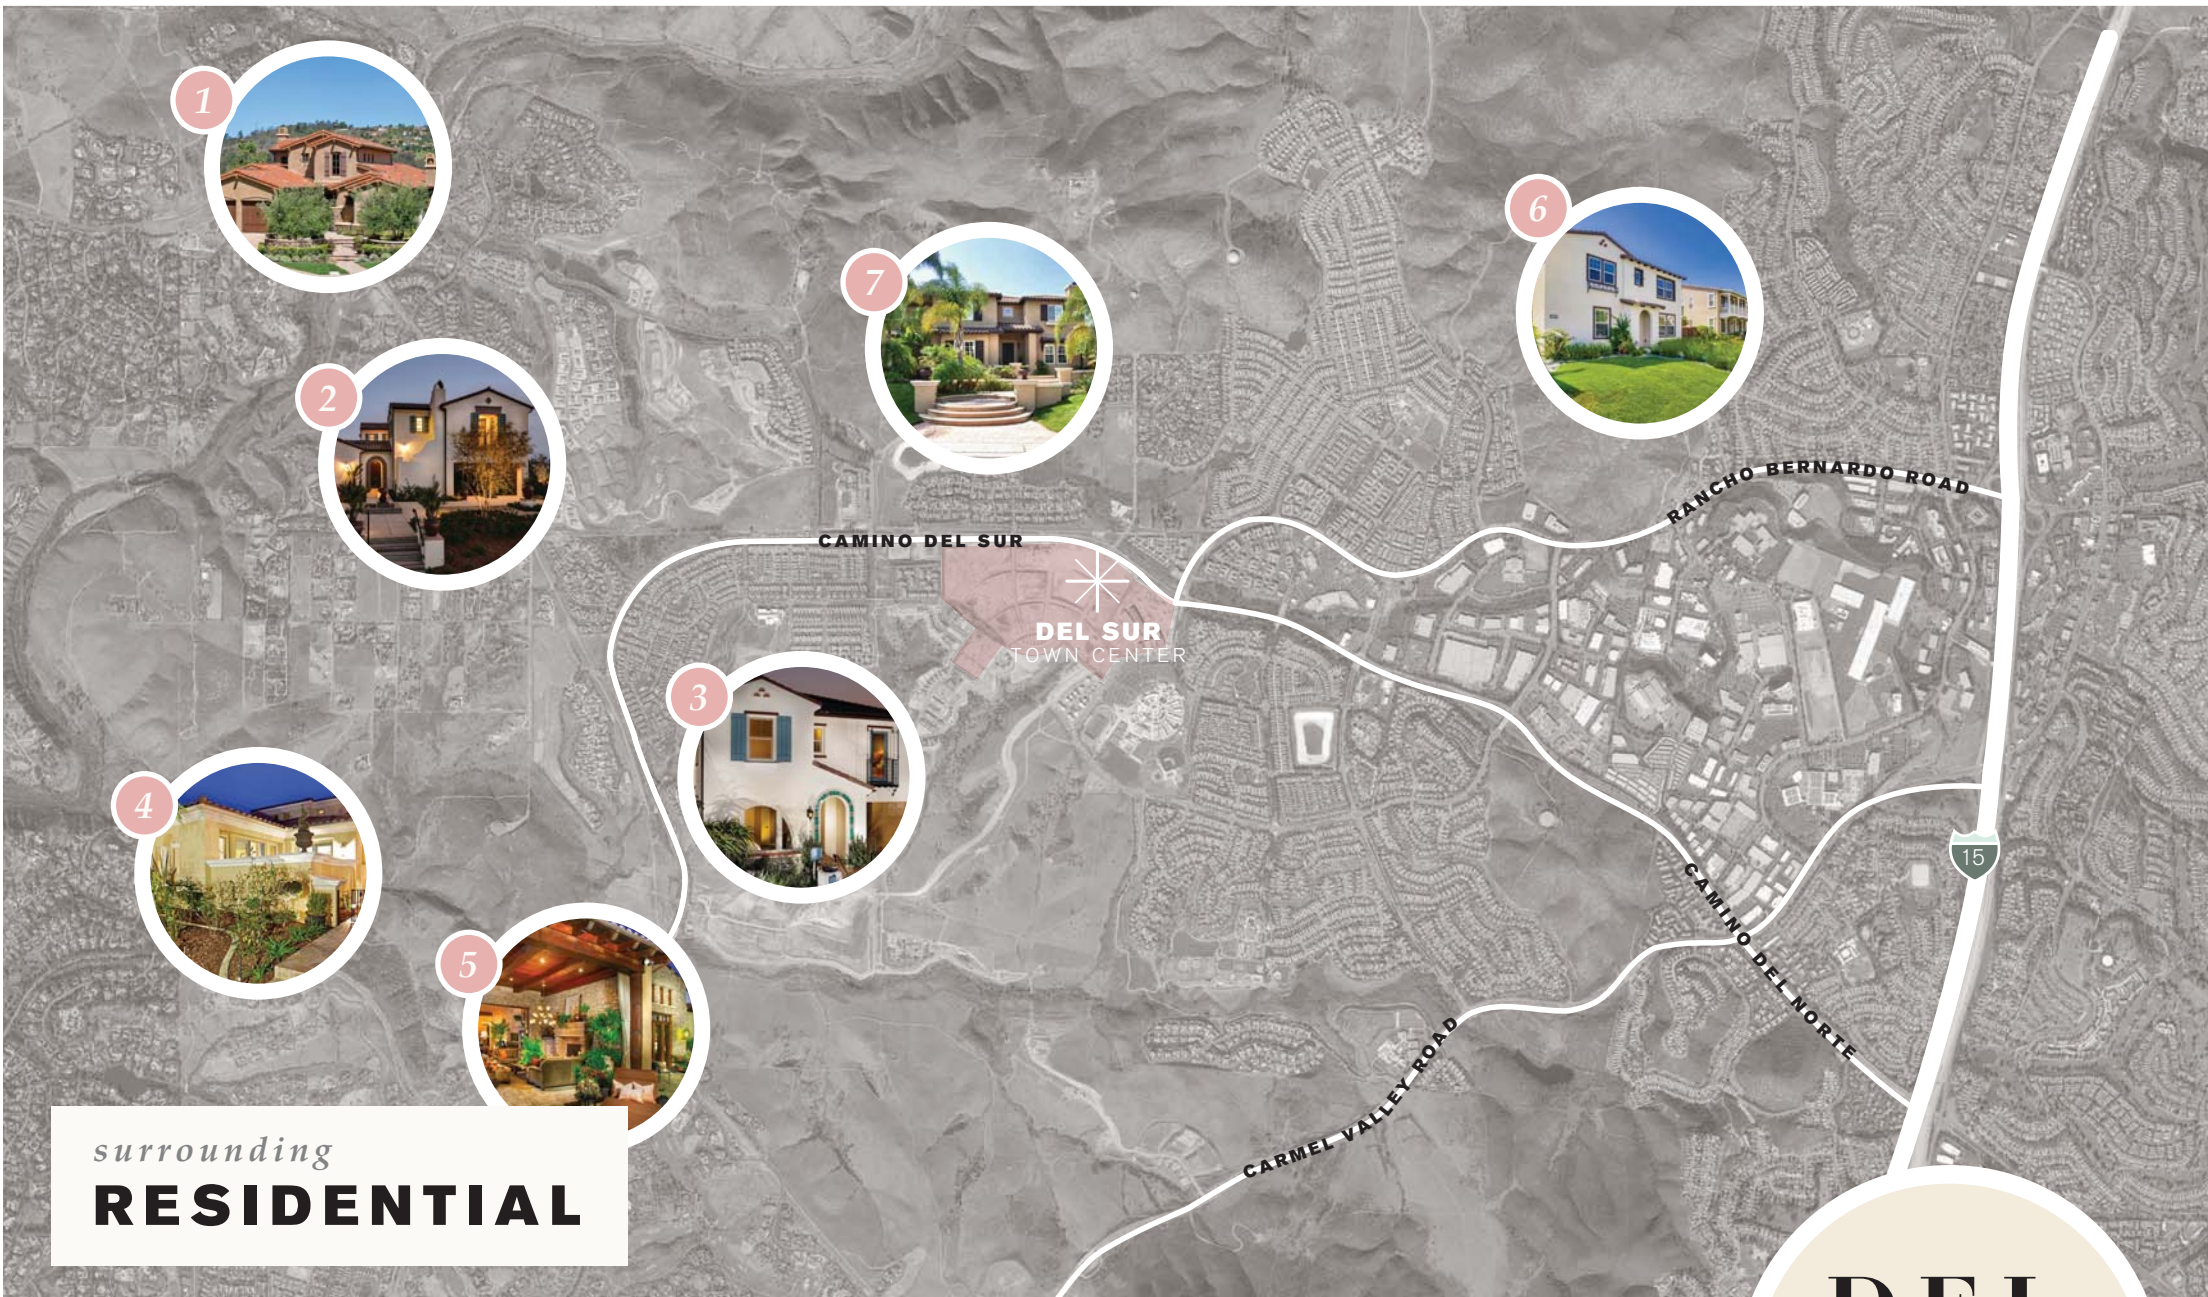 1
6
7
2
RANCHO BERNARDO ROAD
CAMINO DEL SUR
DEL SUR
TOWN CENTER
3
4
15
CAMINO DEL NORTE
5
CARMEL VALLEY ROAD
surrounding
RESIDENTIAL
DEL